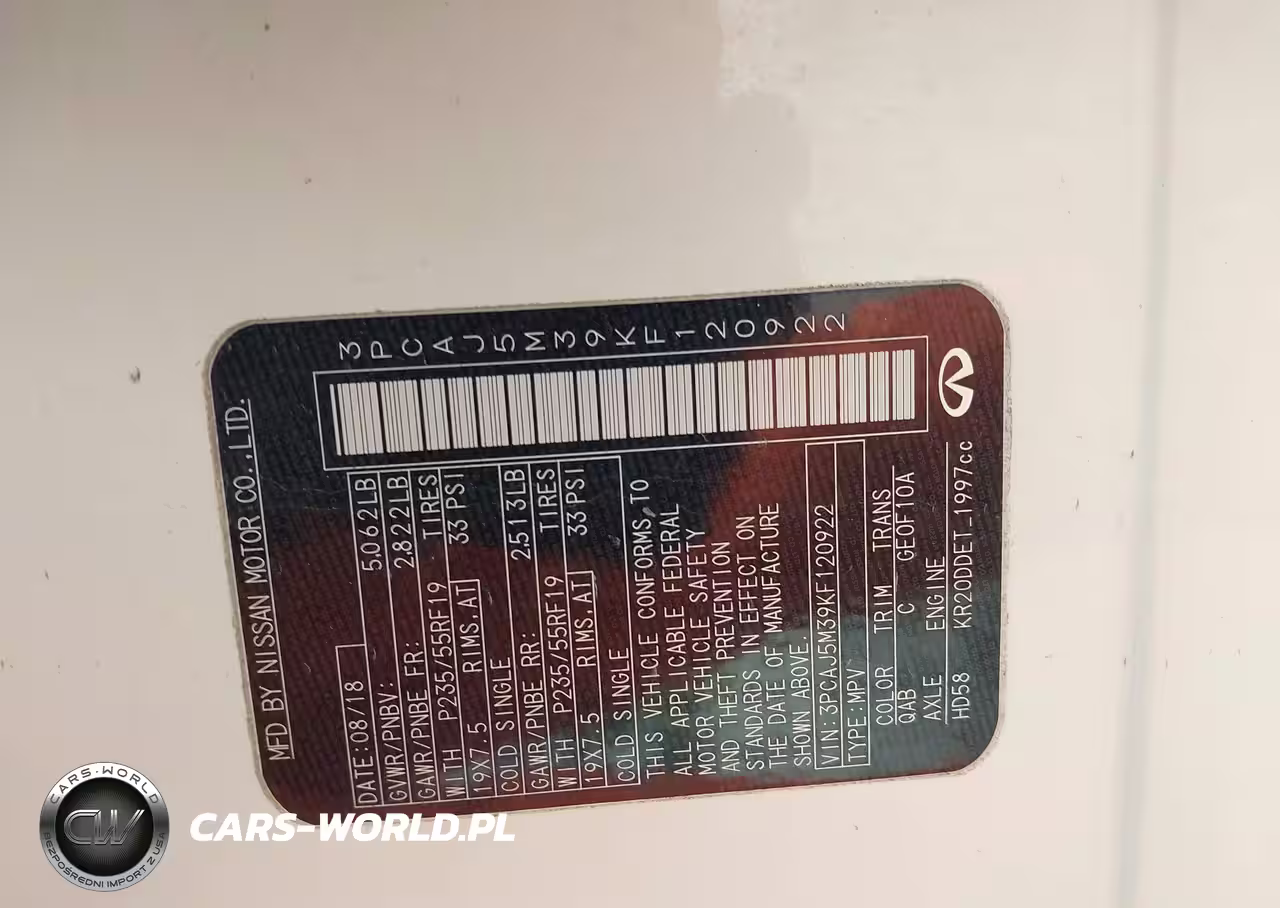 MFD BY NISSAN MOTOR CO.,LTD.
DATE:08/18
GVWR/PNBV: 5,062LB
GAWR/PNBE FR: 2,822LB
WITH P235/55RF19 TIRES
19X7.5 RIMS,AT 33 PSI
COLD SINGLE
GAWR/PNBE RR: 2,513LB
WITH P235/55RF19 TIRES
19X7.5 RIMS,AT 33 PSI
COLD SINGLE
THIS VEHICLE CONFORMS TO
ALL APPLICABLE FEDERAL
MOTOR VEHICLE SAFETY
AND THEFT PREVENTION
STANDARDS IN EFFECT ON
THE DATE OF MANUFACTURE
SHOWN ABOVE.
VIN:3PCAJ5M39KF120922
TYPE:MPV
COLOR TRIM TRANS
QAB C GE0F10A
AXLE ENGINE
HD58 KR20DDET 1997cc
3PCAJ5M39KF120922
CARS-WORLD
CW
BEZPOŚREDNI IMPORT Z USA
CARS-WORLD.PL